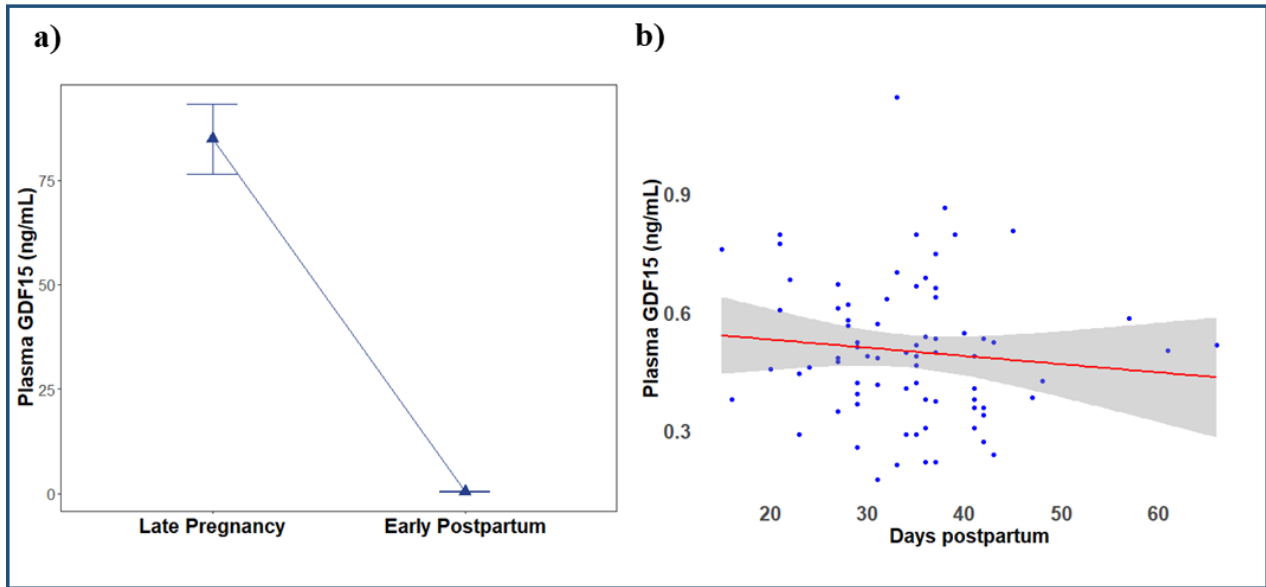 a)
Plasma GDF15 (ng/mL)
75
50
25
0
Late Pregnancy
Early Postpartum
b)
Plasma GDF15 (ng/mL)
0.9
0.6
0.3
20
30
40
50
60
Days postpartum